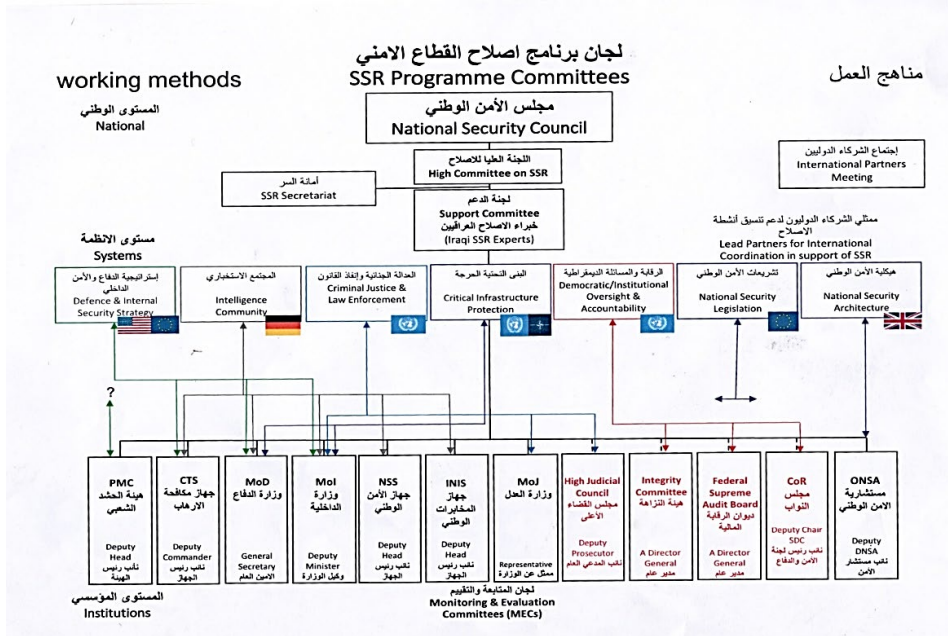 لجان برنامج اصلاح القطاع الامني
SSR Programme Committees
working methods
مناهج العمل
المستوى الوطني
National
مجلس الأمن الوطني
National Security Council
اللجنة العليا للاصلاح
High Committee on SSR
أمانة السر
SSR Secretariat
لجنة الدعم
Support Committee
خبراء الاصلاح العراقيين
(Iraqi SSR Experts)
إجتماع الشركاء الدوليين
International Partners
Meeting
ممثلي الشركاء الدوليون لدعم تنسيق أنشطة
الاصلاح
Lead Partners for International
Coordination in support of SSR
مستوى الانظمة
Systems
إستراتيجية الدفاع والأمن
الداخلي
Defence & Internal
Security Strategy
المجتمع الاستخباري
Intelligence
Community
العدالة الجنائية وإنفاذ القانون
Criminal Justice &
Law Enforcement
البنى التحتية الحرجة
Critical Infrastructure
Protection
الرقابة والمسائلة الديمقراطية
Democratic/Institutional
Oversight &
Accountability
تشريعات الأمن الوطني
National Security
Legislation
هيكلية الأمن الوطني
National Security
Architecture
?
PMC
هيئة الحشد
الشعبي
Deputy
Head
نائب رئيس
الهيئة
CTS
جهاز مكافحة
الارهاب
Deputy
Commander
نائب رئيس
الجهاز
MoD
وزارة الدفاع
General
Secretary
الامين العام
MoI
وزارة
الداخلية
Deputy
Minister
وكيل الوزارة
NSS
جهاز الأمن
الوطني
Deputy
Head
نائب رئيس
الجهاز
INIS
جهاز
المخابرات
الوطني
Deputy
Head
نائب رئيس
الجهاز
MoJ
وزارة العدل
Representative
ممثل عن الوزارة
High Judicial
Council
مجلس القضاء
الأعلى
Deputy
Prosecutor
نائب المدعي العام
Integrity
Committee
هيئة النزاهة
A Director
General
مدير عام
Federal
Supreme
Audit Board
ديوان الرقابة
المالية
A Director
General
مدير عام
CoR
مجلس
النواب
Deputy Chair
SDC
نائب رئيس لجنة
الامن والدفاع
ONSA
مستشارية
الامن الوطني
Deputy
DNSA
نائب مستشار
الأمن
المستوى المؤسسي
Institutions
لجان المتابعة والتقييم
Monitoring & Evaluation
Committees (MECs)